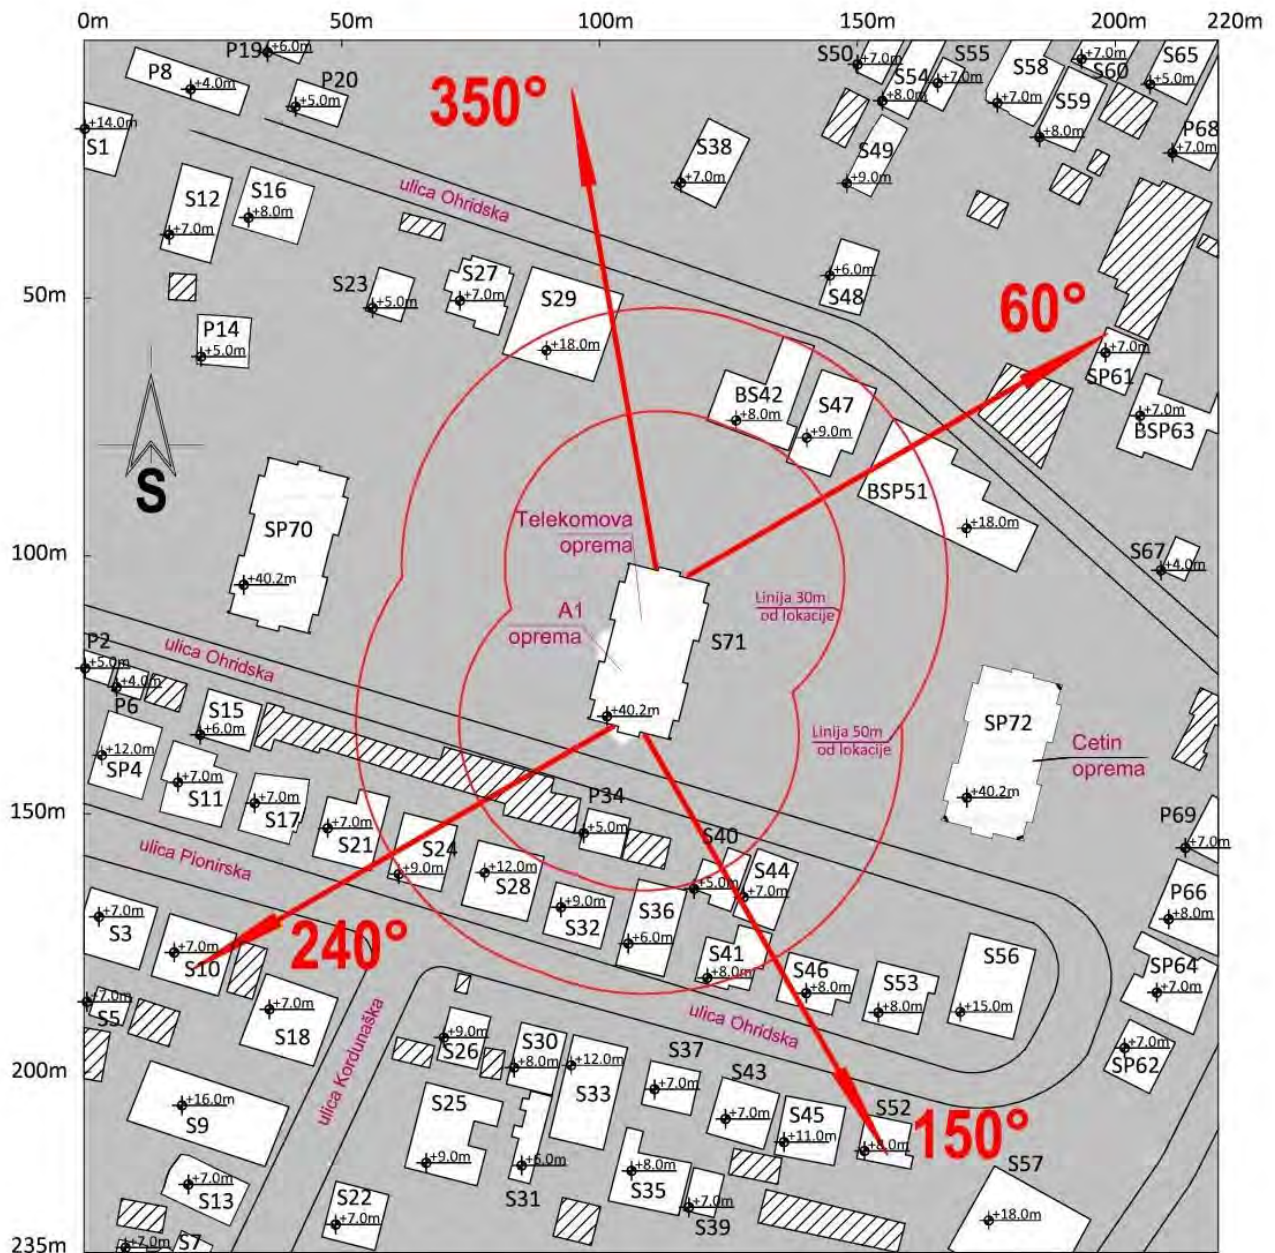 0m
50m
100m
150m
200m
220m
P19
+6.0m
P8
+4.0m
P20
+5.0m
350°
S50
+7.0m
S54
+8.0m
S55
+7.0m
S58
+7.0m
+7.0m
S60
S65
+5.0m
S59
+8.0m
P68
+7.0m
+14.0m
S1
S38
+7.0m
S49
+9.0m
S12
+7.0m
S16
+8.0m
ulica Ohridska
S23
+5.0m
S27
+7.0m
S29
+18.0m
+6.0m
S48
50m
60°
P14
+5.0m
+7.0m
SP61
BS42
+8.0m
S47
+9.0m
+7.0m
BSP63
S
BSP51
+18.0m
SP70
+40.2m
Telekomova
oprema
100m
S67
+4.0m
Linija 30m
od lokacije
A1
oprema
S71
+40.2m
P2
+5.0m
+4.0m
P6
ulica Ohridska
S15
+6.0m
Linija 50m
od lokacije
SP72
+40.2m
Cetin
oprema
+12.0m
SP4
+7.0m
S11
+7.0m
S17
150m
P34
+5.0m
P69
+7.0m
+7.0m
S21
S24
+9.0m
+12.0m
S28
S40
+5.0m
S44
+7.0m
ulica Pionirska
P66
+8.0m
+9.0m
S32
S36
+6.0m
+7.0m
S3
+7.0m
S10
240°
S41
+8.0m
S46
+8.0m
S53
+8.0m
S56
+15.0m
SP64
+7.0m
+7.0m
S5
+7.0m
S18
ulica Ohridska
ulica Kordunaška
+9.0m
S26
S30
+8.0m
+12.0m
S33
S37
+7.0m
+7.0m
SP62
200m
S43
+7.0m
S45
+11.0m
S52
+8.0m
150°
+16.0m
S9
S25
+9.0m
+6.0m
S31
+8.0m
S35
+7.0m
S39
S57
+18.0m
+7.0m
S13
S22
+7.0m
S7
+7.0m
235m